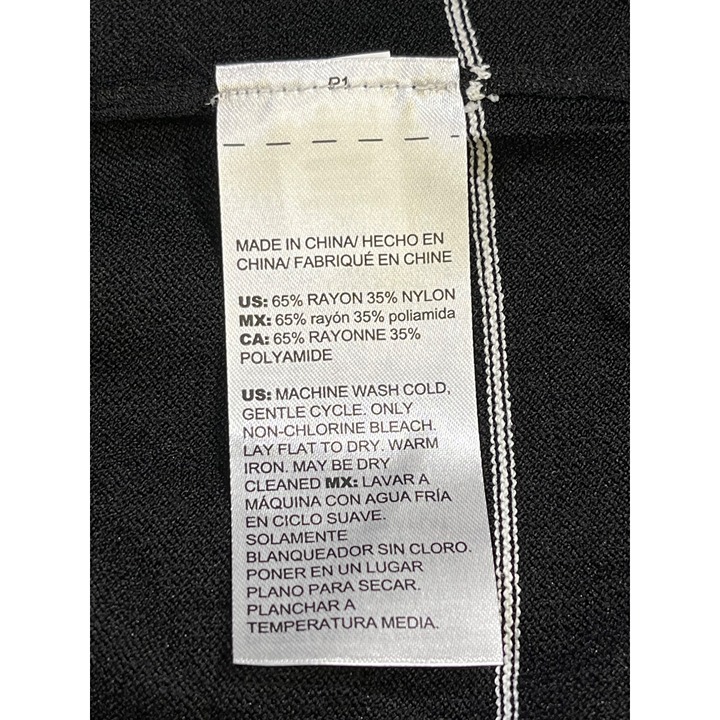 P1
MADE IN CHINA/ HECHO EN
CHINA/ FABRIQUÉ EN CHINE
US: 65% RAYON 35% NYLON
MX: 65% rayón 35% poliamida
CA: 65% RAYONNE 35%
POLYAMIDE
US: MACHINE WASH COLD,
GENTLE CYCLE. ONLY
NON-CHLORINE BLEACH.
LAY FLAT TO DRY. WARM
IRON. MAY BE DRY
CLEANED MX: LAVAR A
MÁQUINA CON AGUA FRÍA
EN CICLO SUAVE.
SOLAMENTE
BLANQUEADOR SIN CLORO.
PONER EN UN LUGAR
PLANO PARA SECAR.
PLANCHAR A
TEMPERATURA MEDIA.